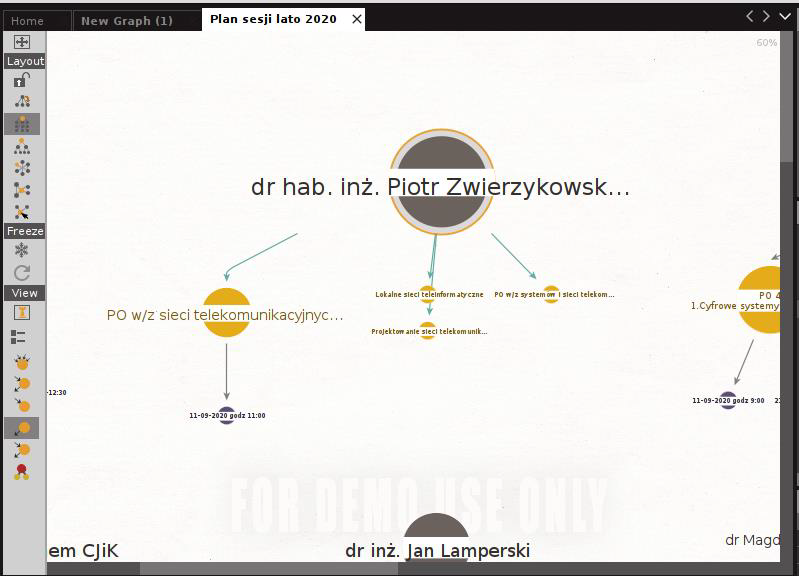 Home
New Graph (1)
Plan sesji lato 2020
60%
Layout
Freeze
View
dr hab. inż. Piotr Zwierzykowsk...
Lokalne sieci teleinformatyczne
PO w/z systemów i sieci telekom...
PO w/z sieci telekomunikacyjnyc...
Projektowanie sieci telekomunik...
PO 4
1.Cyfrowe systemy
-12:30
11-09-2020 godz 11:00
11-09-2020 godz 9:00
FOR DEMO USE ONLY
em CJiK
dr inż. Jan Lamperski
dr Magd